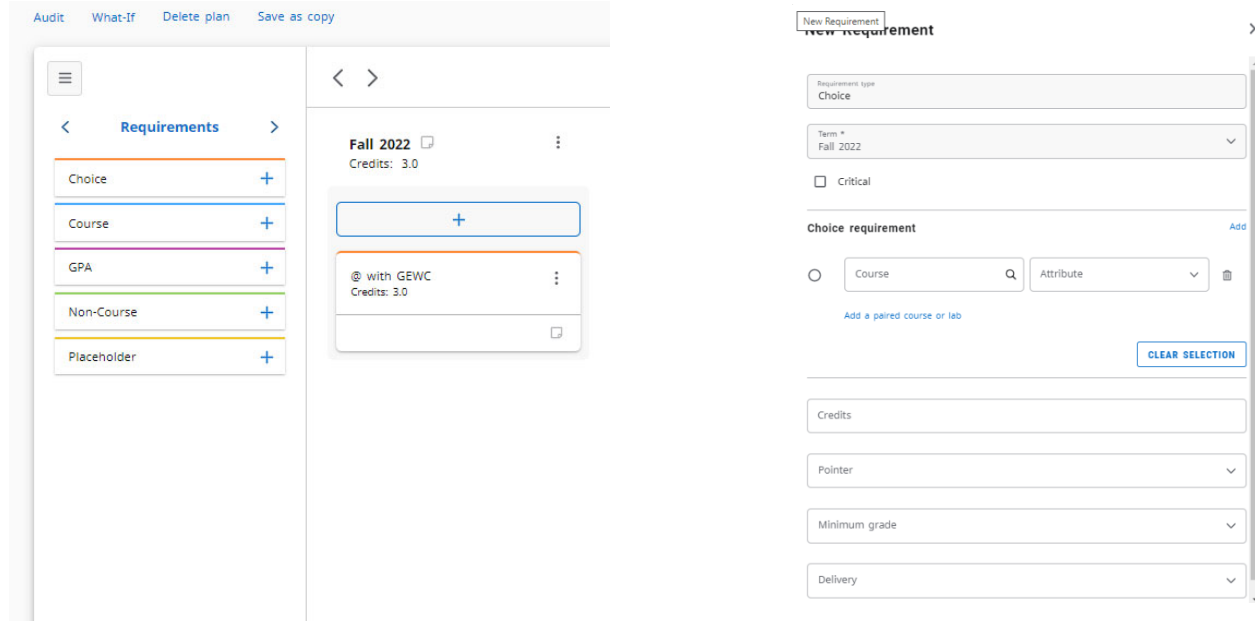 Audit What-If Delete plan Save as copy
Requirements
Choice
Course
GPA
Non-Course
Placeholder
Fall 2022
Credits: 3.0
@ with GEWC
Credits: 3.0
New Requirement
New Requirement
Requirement type
Choice
Term *
Fall 2022
Critical
Choice requirement Add
Course Attribute
Add a paired course or lab
CLEAR SELECTION
Credits
Pointer
Minimum grade
Delivery